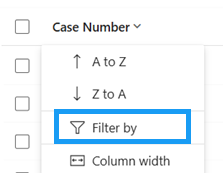 Case Number
A to Z
Z to A
Filter by
Column width